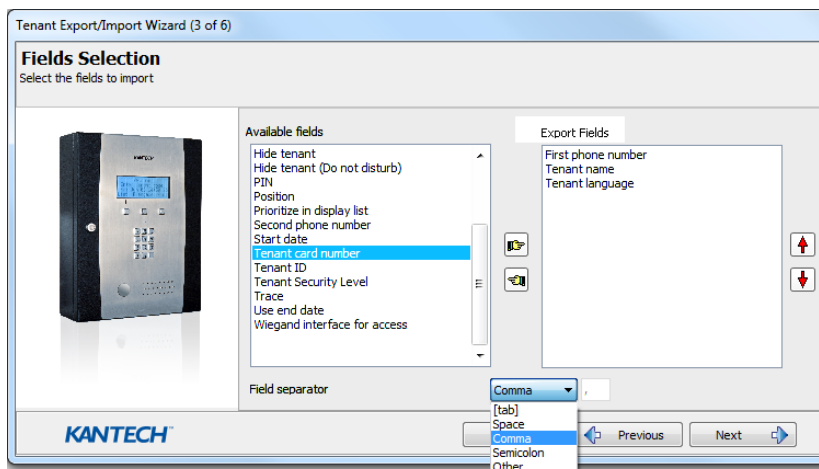 Tenant Export/Import Wizard (3 of 6)
Fields Selection
Select the fields to import
Available fields
Hide tenant
Hide tenant (Do not disturb)
PIN
Position
Prioritize in display list
Second phone number
Start date
Tenant card number
Tenant ID
Tenant Security Level
Trace
Use end date
Wiegand interface for access
Export Fields
First phone number
Tenant name
Tenant language
Field separator
Comma ,
[tab]
Space
Comma
Semicolon
Other
KANTECH
Previous
Next